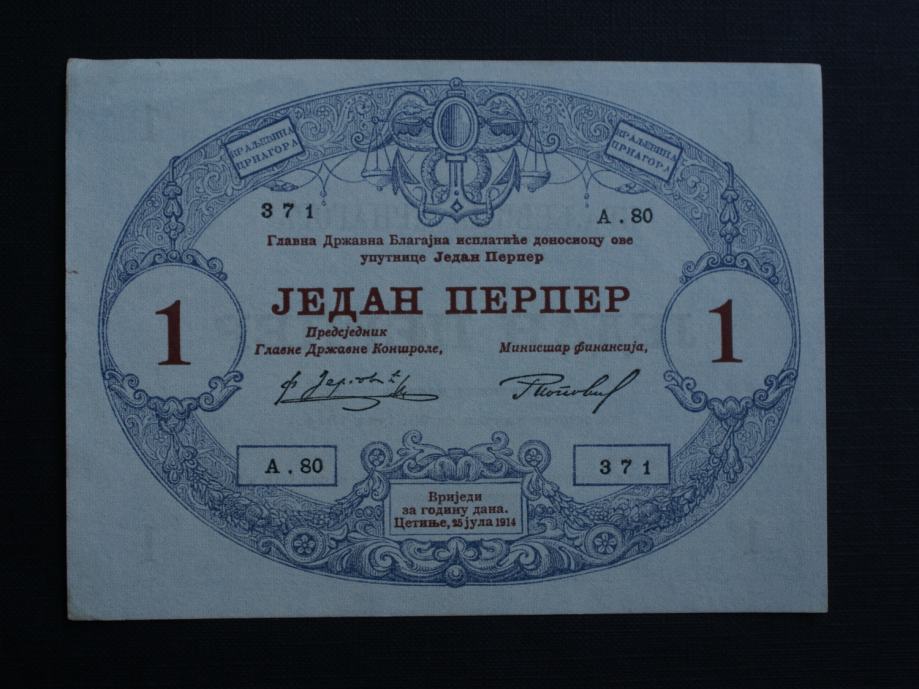 КРАЉЕВИНА
ЦРНАГОРА
КРАЉЕВИНА
ЦРНАГОРА
371
А.80
Главна Државна Благајна исплатиће доносиоцу ове
упутнице Један Перпер
1
ЈЕДАН ПЕРПЕР
1
Предсједник
Главне Државне Контроле,
Министар финансија,
А.80
371
Вриједи
за годину дана.
Цетиње, 25 јула 1914